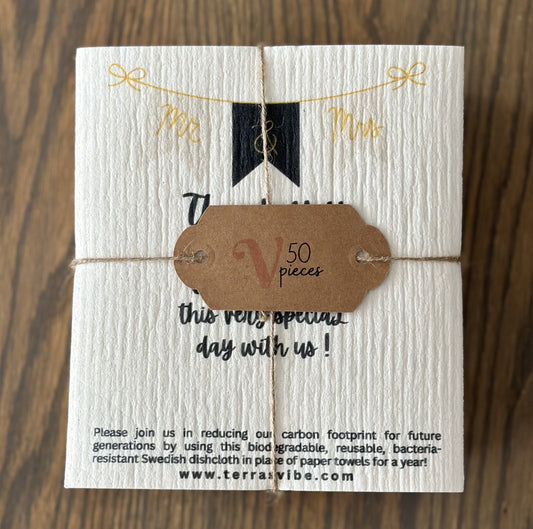 Mr & Mrs
V 50
pieces
this very special
day with us !
Please join us in reducing our carbon footprint for future
generations by using this biodegradable, reusable, bacteria-
resistant Swedish dishcloth in place of paper towels for a year!
www.terrasvibe.com